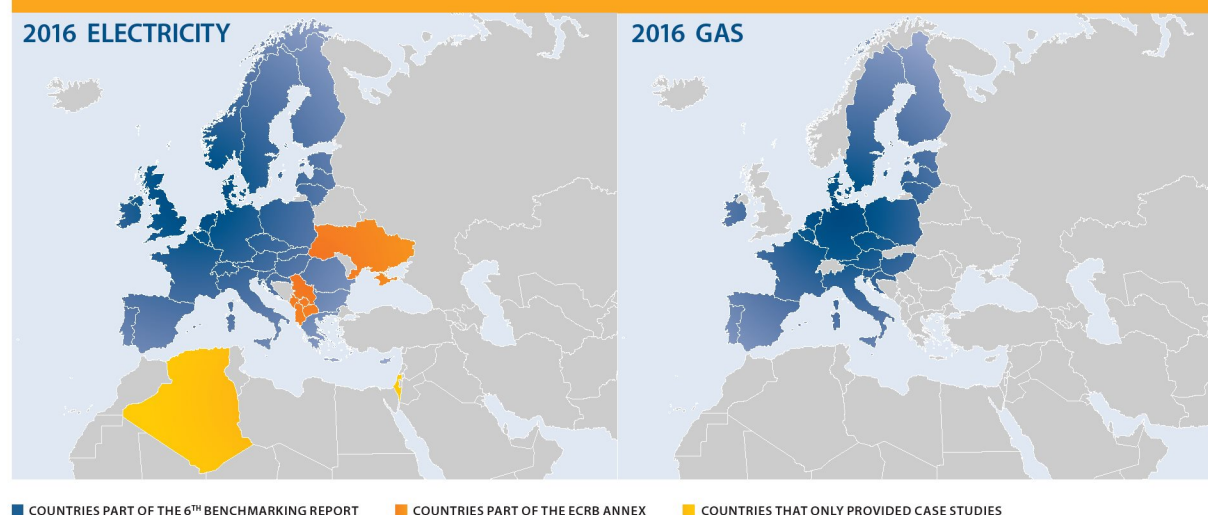 2016 ELECTRICITY
2016 GAS
COUNTRIES PART OF THE 6TH BENCHMARKING REPORT
COUNTRIES PART OF THE ECRB ANNEX
COUNTRIES THAT ONLY PROVIDED CASE STUDIES